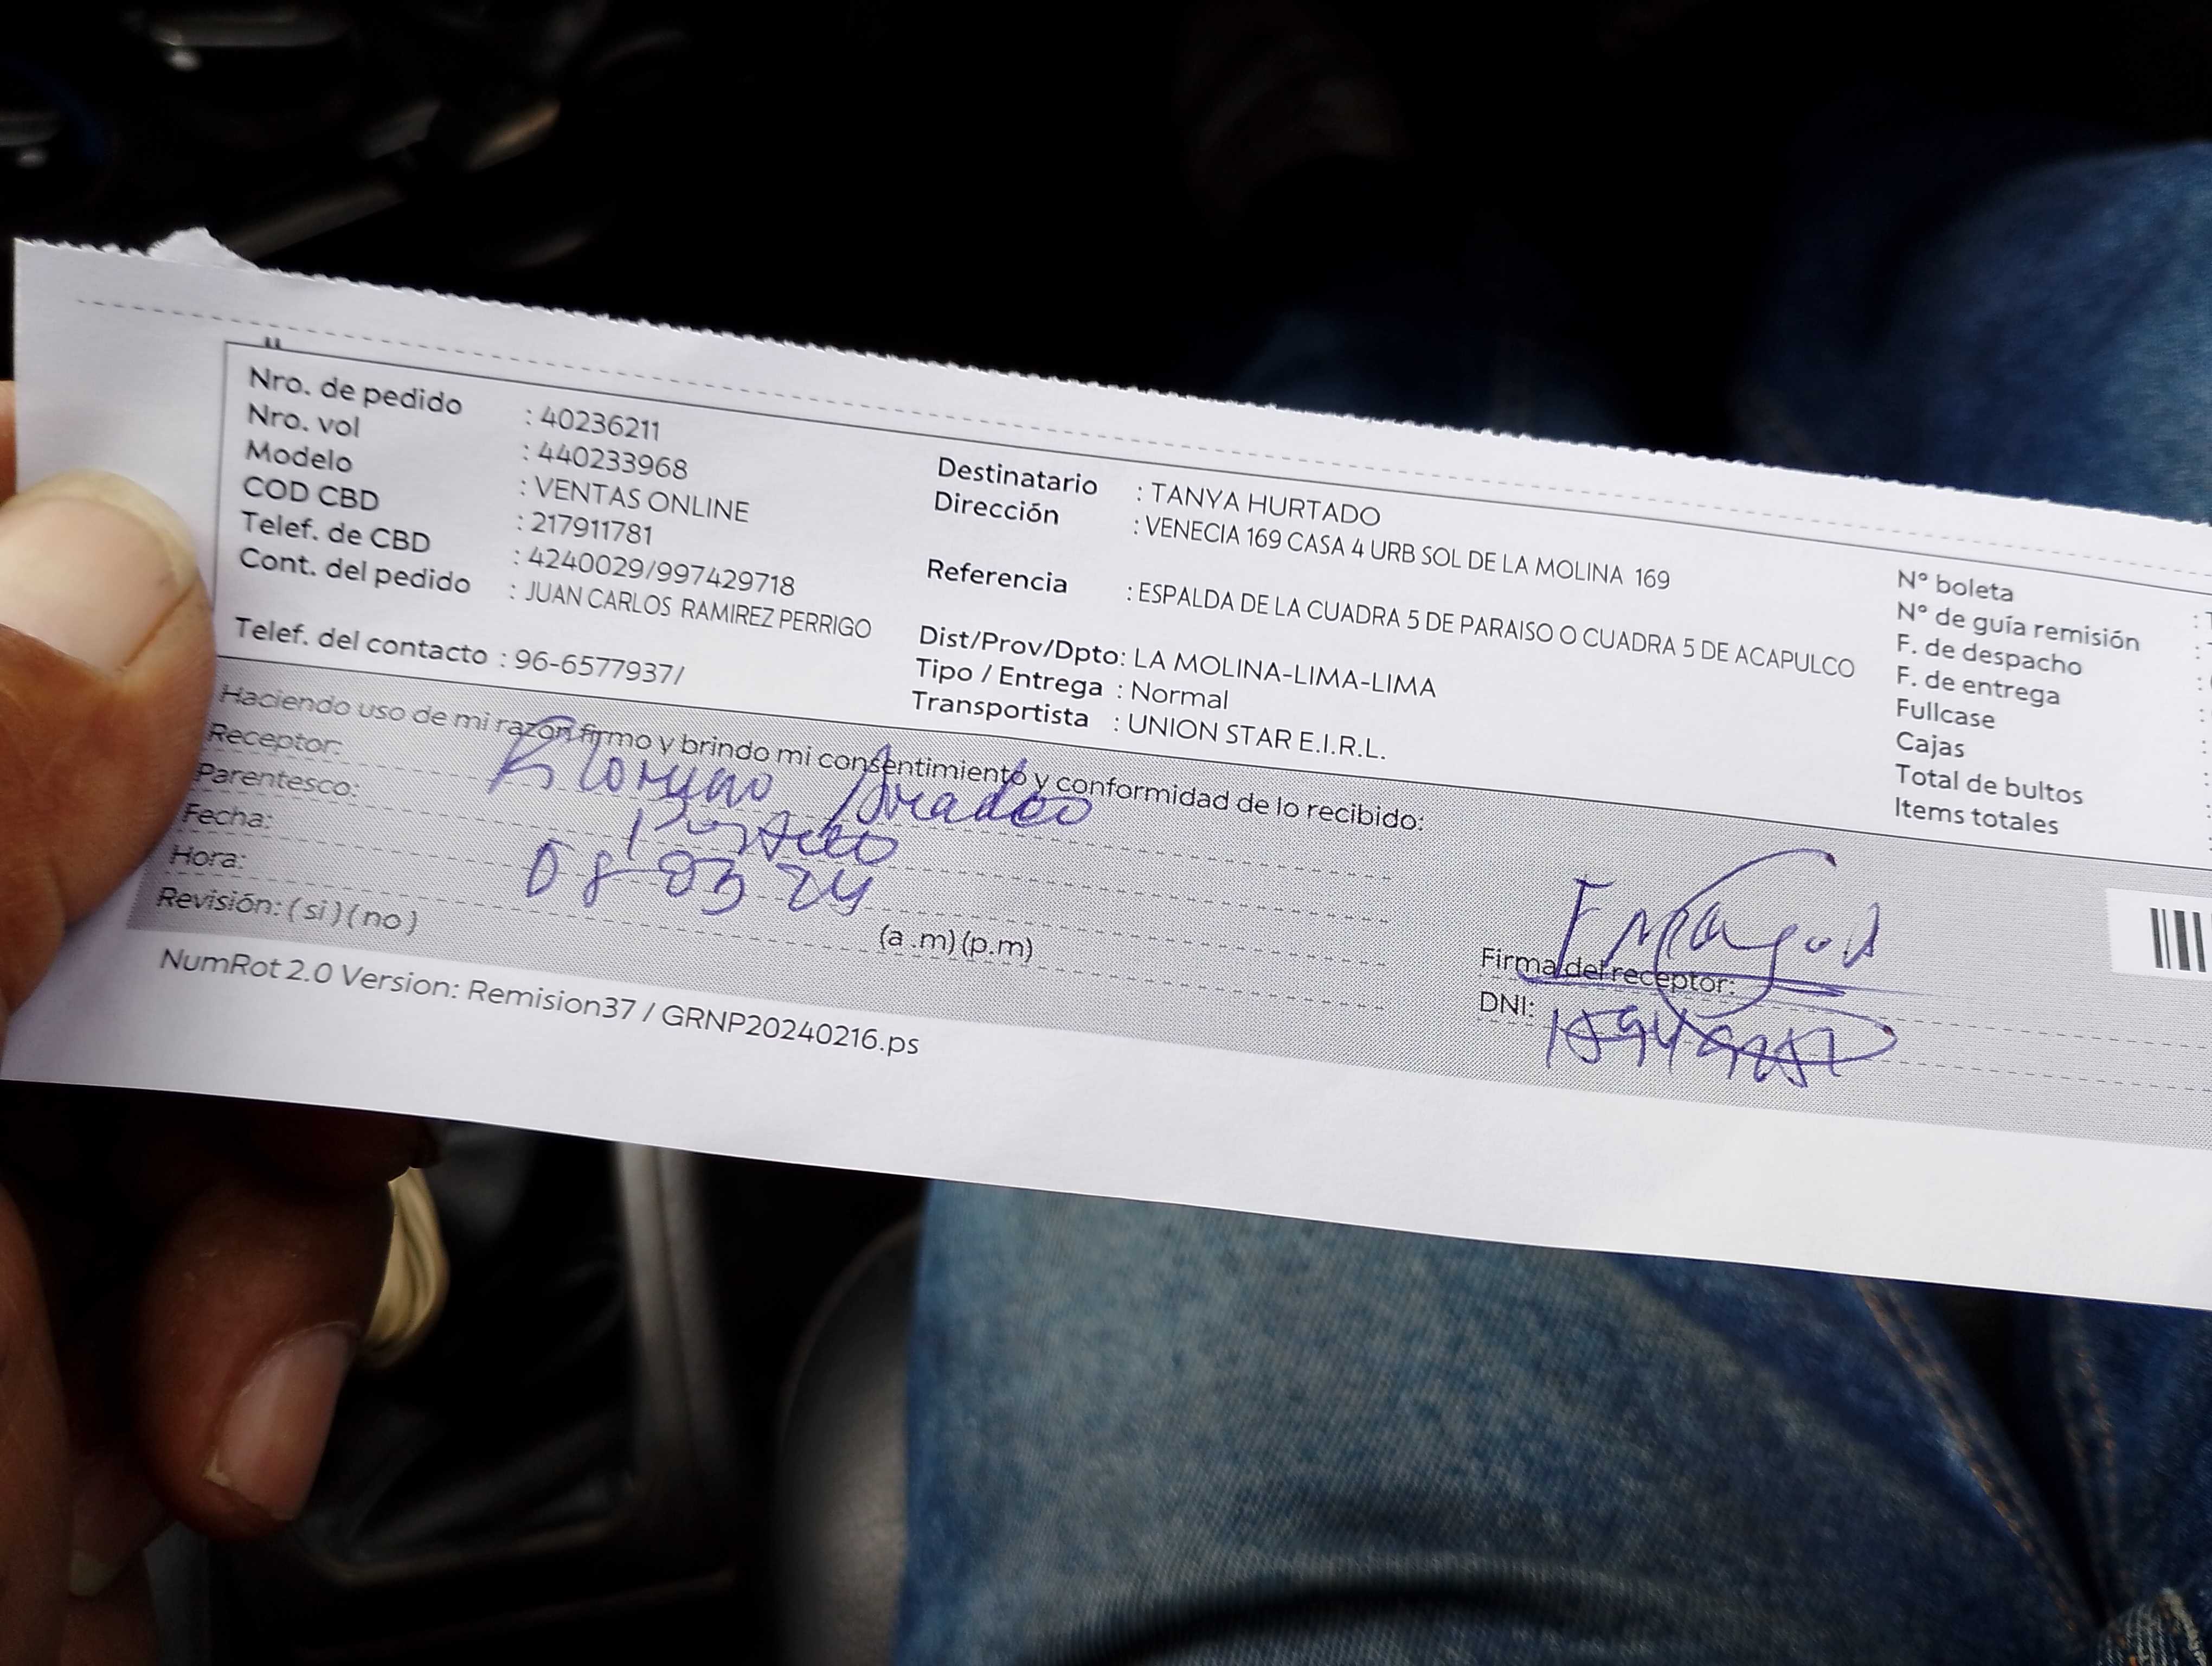 Nro. de pedido : 40236211
Nro. vol : 440233968
Modelo : VENTAS ONLINE
COD CBD : 217911781
Telef. de CBD : 4240029/997429718
Cont. del pedido : JUAN CARLOS RAMIREZ PERRIGO
Telef. del contacto : 96-6577937/
Destinatario : TANYA HURTADO
Dirección : VENECIA 169 CASA 4 URB SOL DE LA MOLINA 169
Referencia : ESPALDA DE LA CUADRA 5 DE PARAISO O CUADRA 5 DE ACAPULCO
Dist/Prov/Dpto: LA MOLINA-LIMA-LIMA
Tipo / Entrega : Normal
Transportista : UNION STAR E.I.R.L.
N° boleta :
N° de guía remisión :
F. de despacho :
F. de entrega :
Fullcase :
Cajas :
Total de bultos :
Items totales :
Haciendo uso de mi razón firmo y brindo mi consentimiento y conformidad de lo recibido:
Receptor:
Parentesco:
Fecha: 08 03 24
Hora: (a .m) (p.m)
Revisión: ( si ) ( no )
Firma del receptor:
DNI:
NumRot 2.0 Version: Remision37 / GRNP20240216.ps